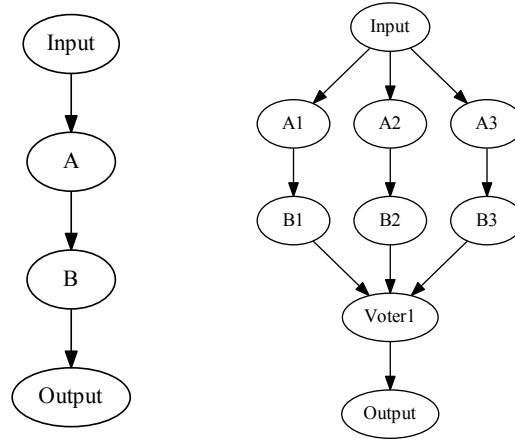 Input
A
B
Output
Input
A1 A2 A3
B1 B2 B3
Voter1
Output